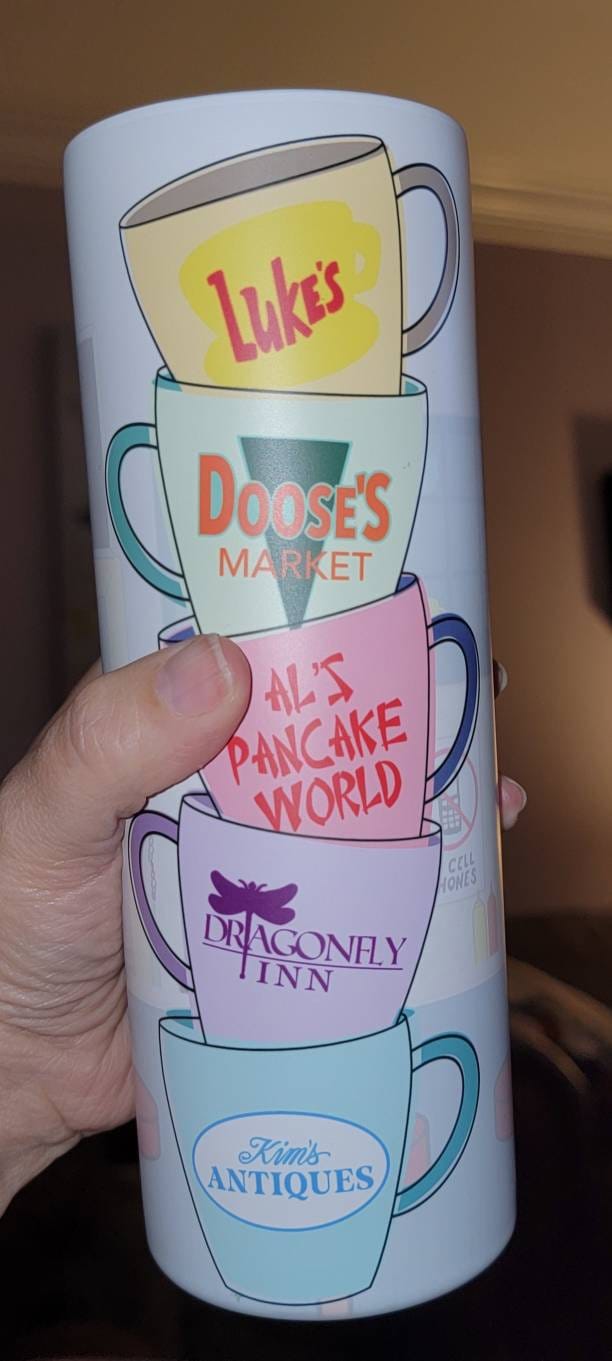 LUKE'S
DOOSE'S
MARKET
AL'S
PANCAKE
WORLD
CELL
HONES
DRAGONFLY
INN
Kim's
ANTIQUES